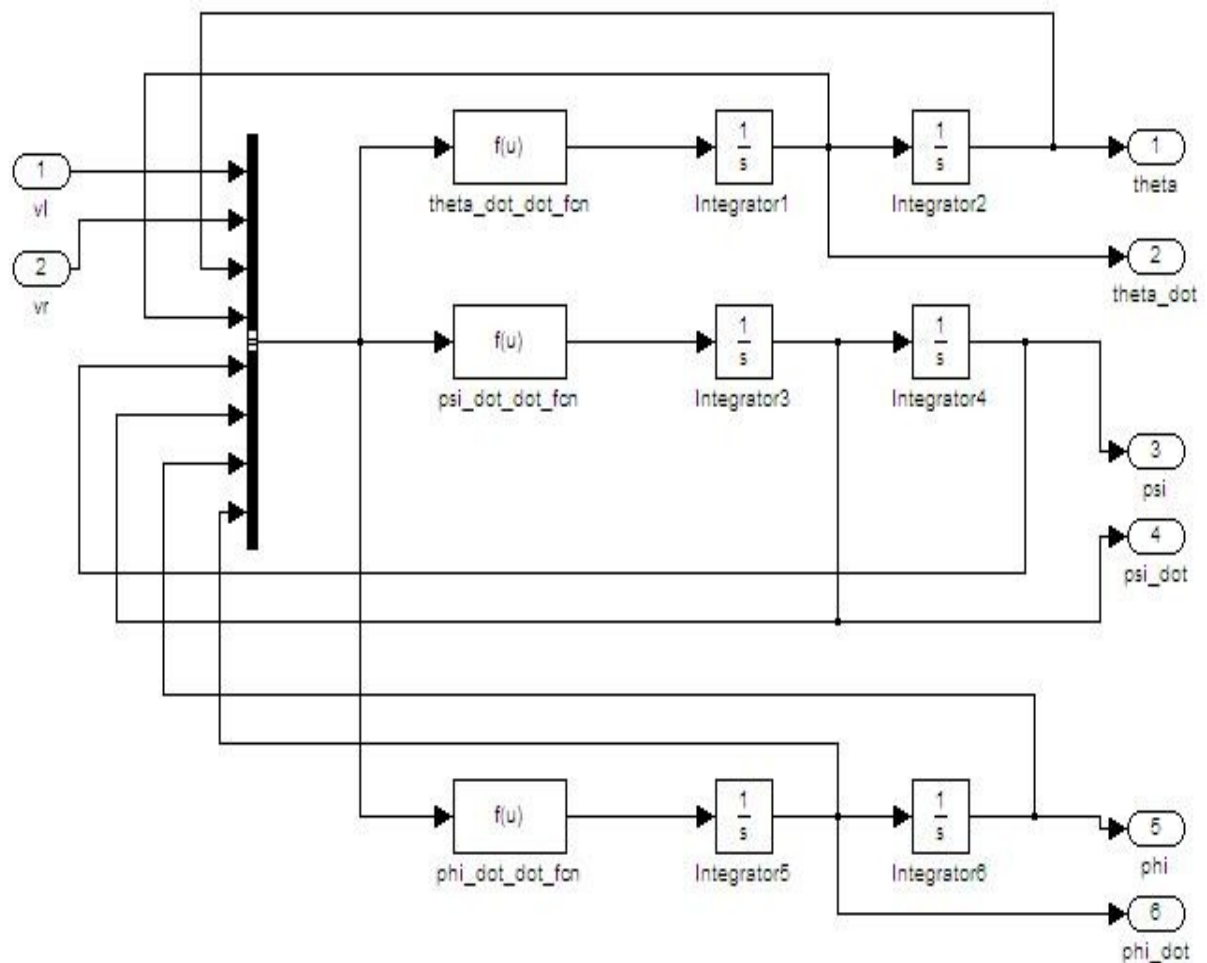 1
vl
2
vr
f(u)
theta_dot_dot_fcn
1
s
Integrator1
1
s
Integrator2
1
theta
2
theta_dot
f(u)
psi_dot_dot_fcn
1
s
Integrator3
1
s
Integrator4
3
psi
4
psi_dot
f(u)
phi_dot_dot_fcn
1
s
Integrator5
1
s
Integrator6
5
phi
6
phi_dot